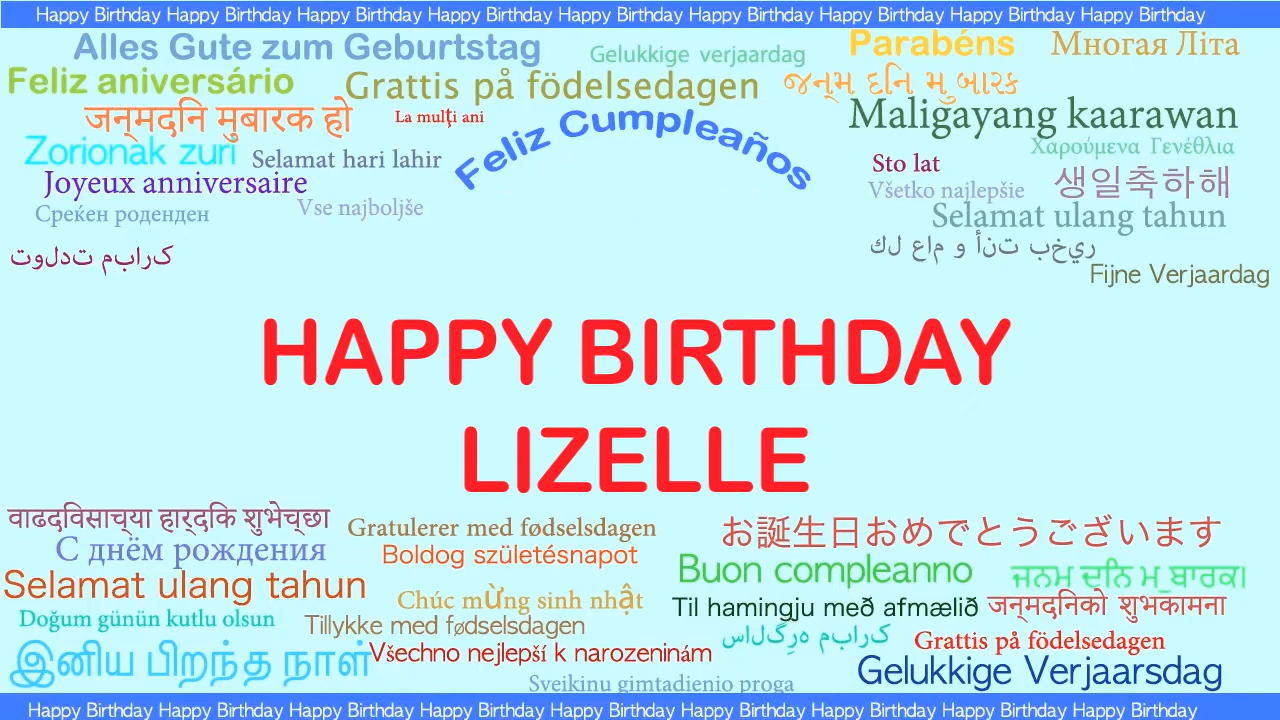 Happy Birthday Happy Birthday Happy Birthday Happy Birthday Happy Birthday Happy Birthday Happy Birthday Happy Birthday Happy Birthday
Alles Gute zum Geburtstag
Gelukkige verjaardag
Parabéns
Многая Літа
Feliz aniversário
Grattis på födelsedagen
જન્મ દનિ મુબારક
जन्मदनि मुबारक हो
La mulţi ani
Feliz Cumpleaños
Maligayang kaarawan
Zorionak zuri
Selamat hari lahir
Sto lat
Χαρούμενα Γενέθλια
Joyeux anniversaire
Vse najboljše
Všetko najlepšie
생일축하해
Среќен роденден
Selamat ulang tahun
تولدت مبارک
كل عام و أنت بخير
Fijne Verjaardag
HAPPY BIRTHDAY
LIZELLE
वाढदविसाच्या हार्दकि शुभेच्छा
Gratulerer med fødselsdagen
お誕生日おめでとうございます
С днём рождения
Boldog születésnapot
Buon compleanno
ਜਨਮ ਦਨਿ ਮੁਬਾਰਕ।
Selamat ulang tahun
Chúc mừng sinh nhật
Til hamingju með afmælið
जन्मदनिको शुभकामना
Doğum günün kutlu olsun
Tillykke med fødselsdagen
سالگرہ مبارک
Grattis på födelsedagen
இனிய பிறந்த நாள்
Všechno nejlepší k narozeninám
Gelukkige Verjaarsdag
Sveikinu gimtadienio proga
Happy Birthday Happy Birthday Happy Birthday Happy Birthday Happy Birthday Happy Birthday Happy Birthday Happy Birthday Happy Birthday